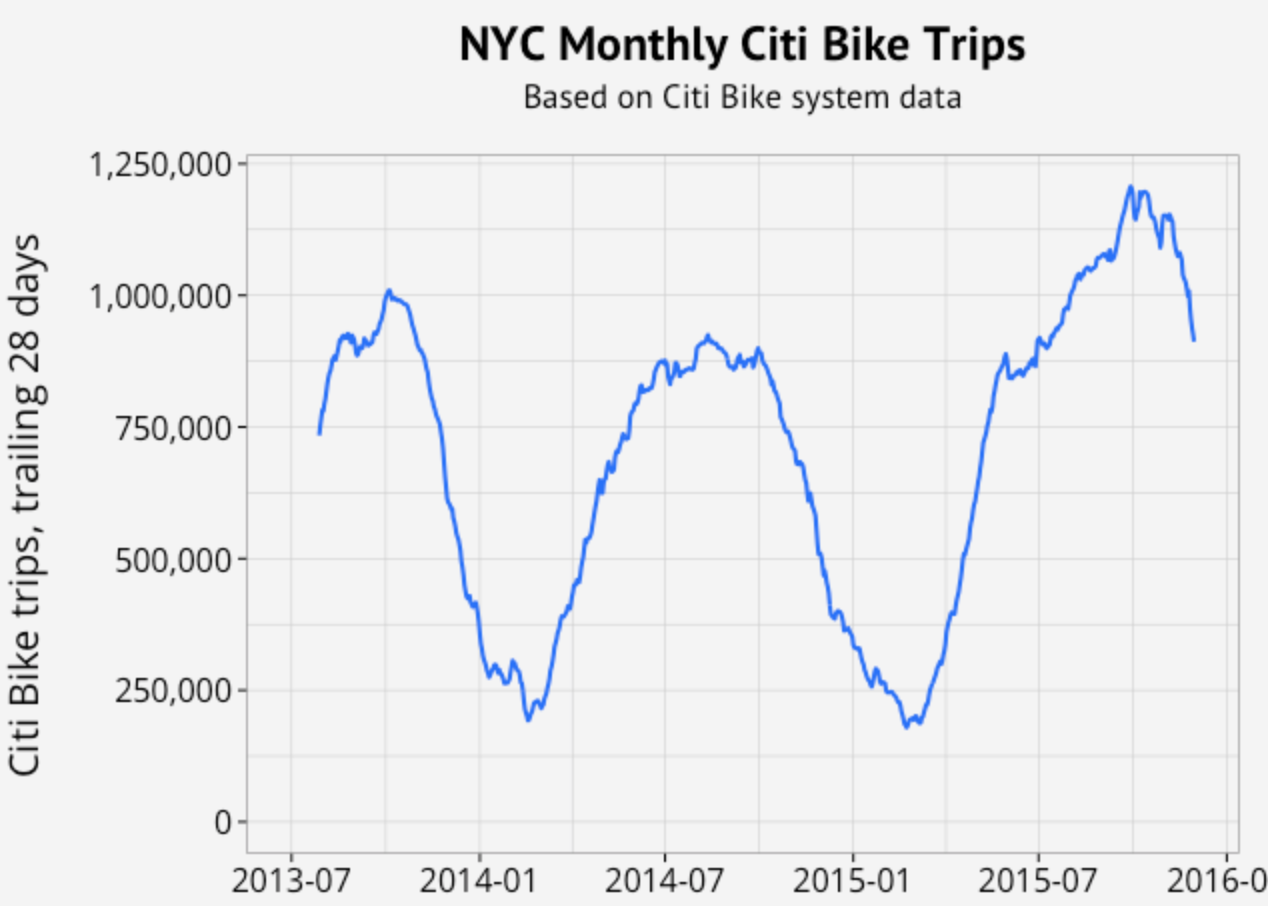 NYC Monthly Citi Bike Trips
Based on Citi Bike system data
Citi Bike trips, trailing 28 days
1,250,000
1,000,000
750,000
500,000
250,000
0
2013-07 2014-01 2014-07 2015-01 2015-07 2016-0